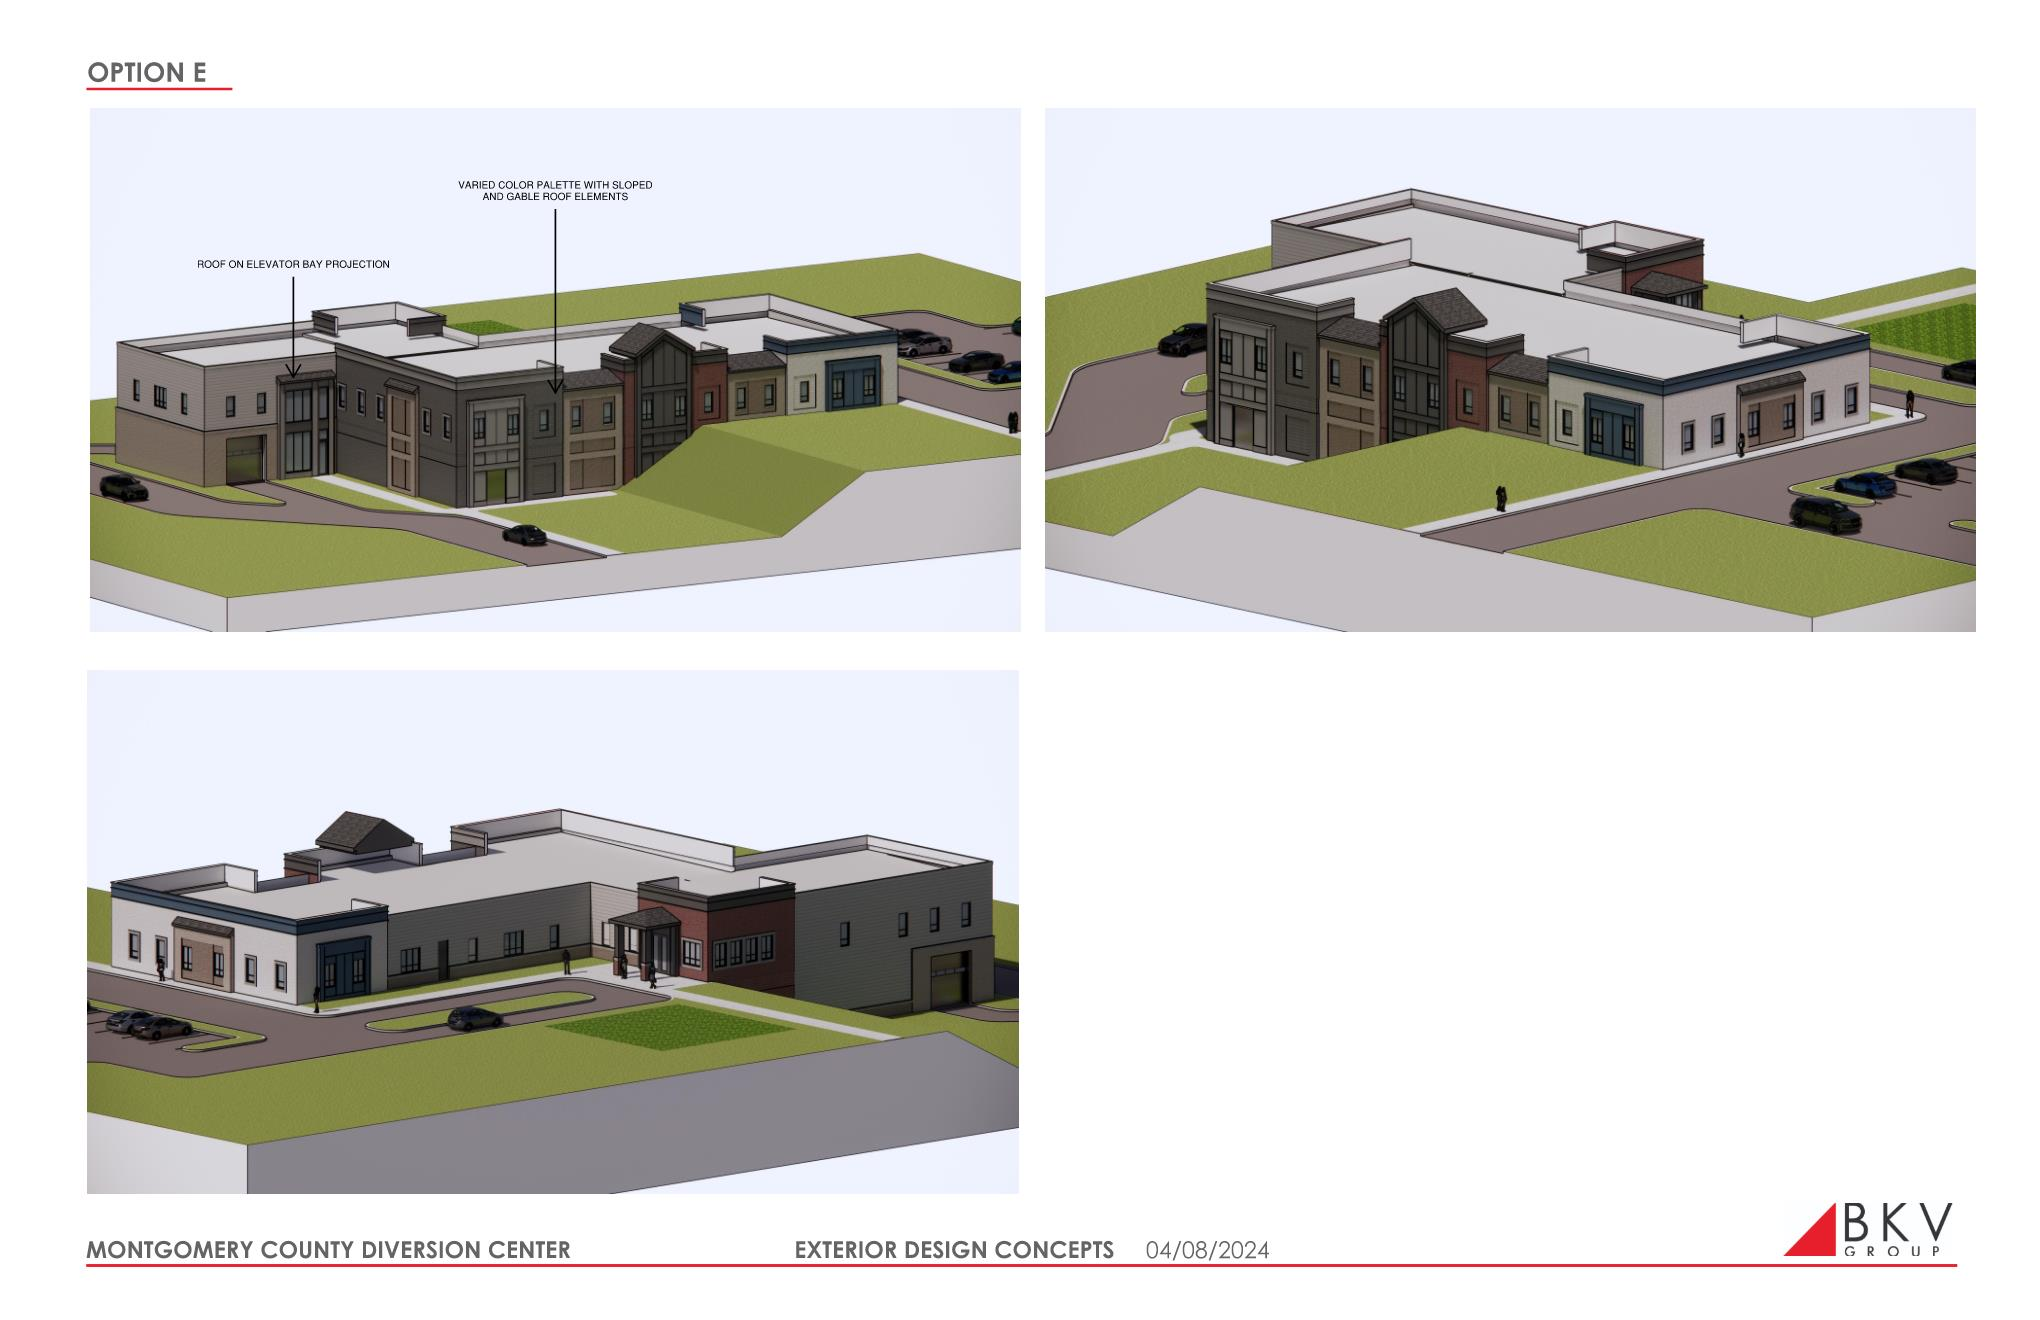 OPTION E
VARIED COLOR PALETTE WITH SLOPED
AND GABLE ROOF ELEMENTS
ROOF ON ELEVATOR BAY PROJECTION
MONTGOMERY COUNTY DIVERSION CENTER
EXTERIOR DESIGN CONCEPTS 04/08/2024
BKV
GROUP